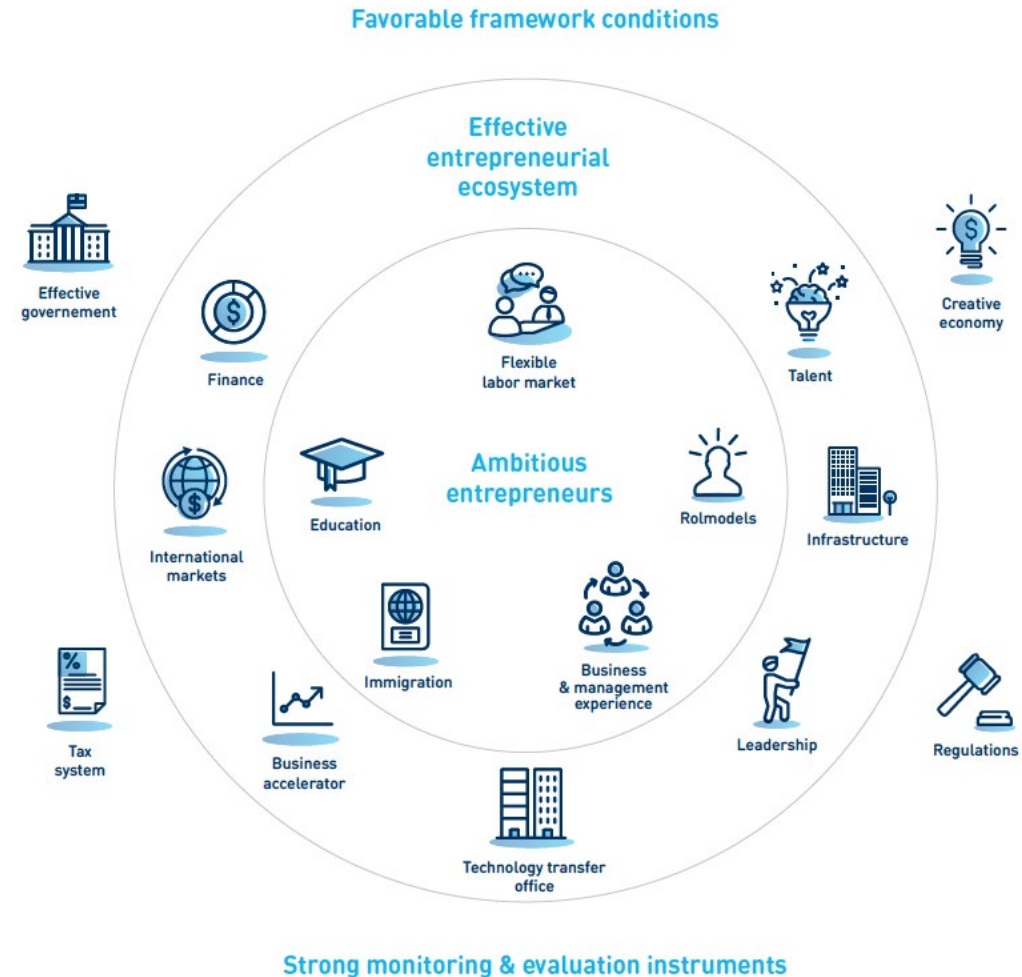 Favorable framework conditions
Effective
entrepreneurial
ecosystem
Effective
governement
Finance
Flexible
labor market
Talent
Creative
economy
International
markets
Education
Ambitious
entrepreneurs
Rolmodels
Infrastructure
Immigration
Business
& management
experience
Tax
system
Business
accelerator
Leadership
Regulations
Technology transfer
office
Strong monitoring & evaluation instruments
$
$
$
%
$